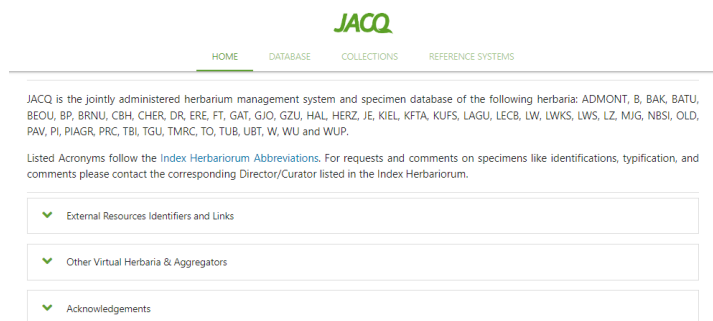 JACQ
HOME DATABASE COLLECTIONS REFERENCE SYSTEMS
JACQ is the jointly administered herbarium management system and specimen database of the following herbaria: ADMONT, B, BAK, BATU,
BEOU, BP, BRNU, CBH, CHER, DR, ERE, FT, GAT, GJO, GZU, HAL, HERZ, JE, KIEL, KFTA, KUFS, LAGU, LECB, LW, LWKS, LWS, LZ, MJG, NBSI, OLD,
PAV, PI, PIAGR, PRC, TBI, TGU, TMRC, TO, TUB, UBT, W, WU and WUP.
Listed Acronyms follow the Index Herbariorum Abbreviations. For requests and comments on specimens like identifications, typification, and
comments please contact the corresponding Director/Curator listed in the Index Herbariorum.
External Resources Identifiers and Links
Other Virtual Herbaria & Aggregators
Acknowledgements